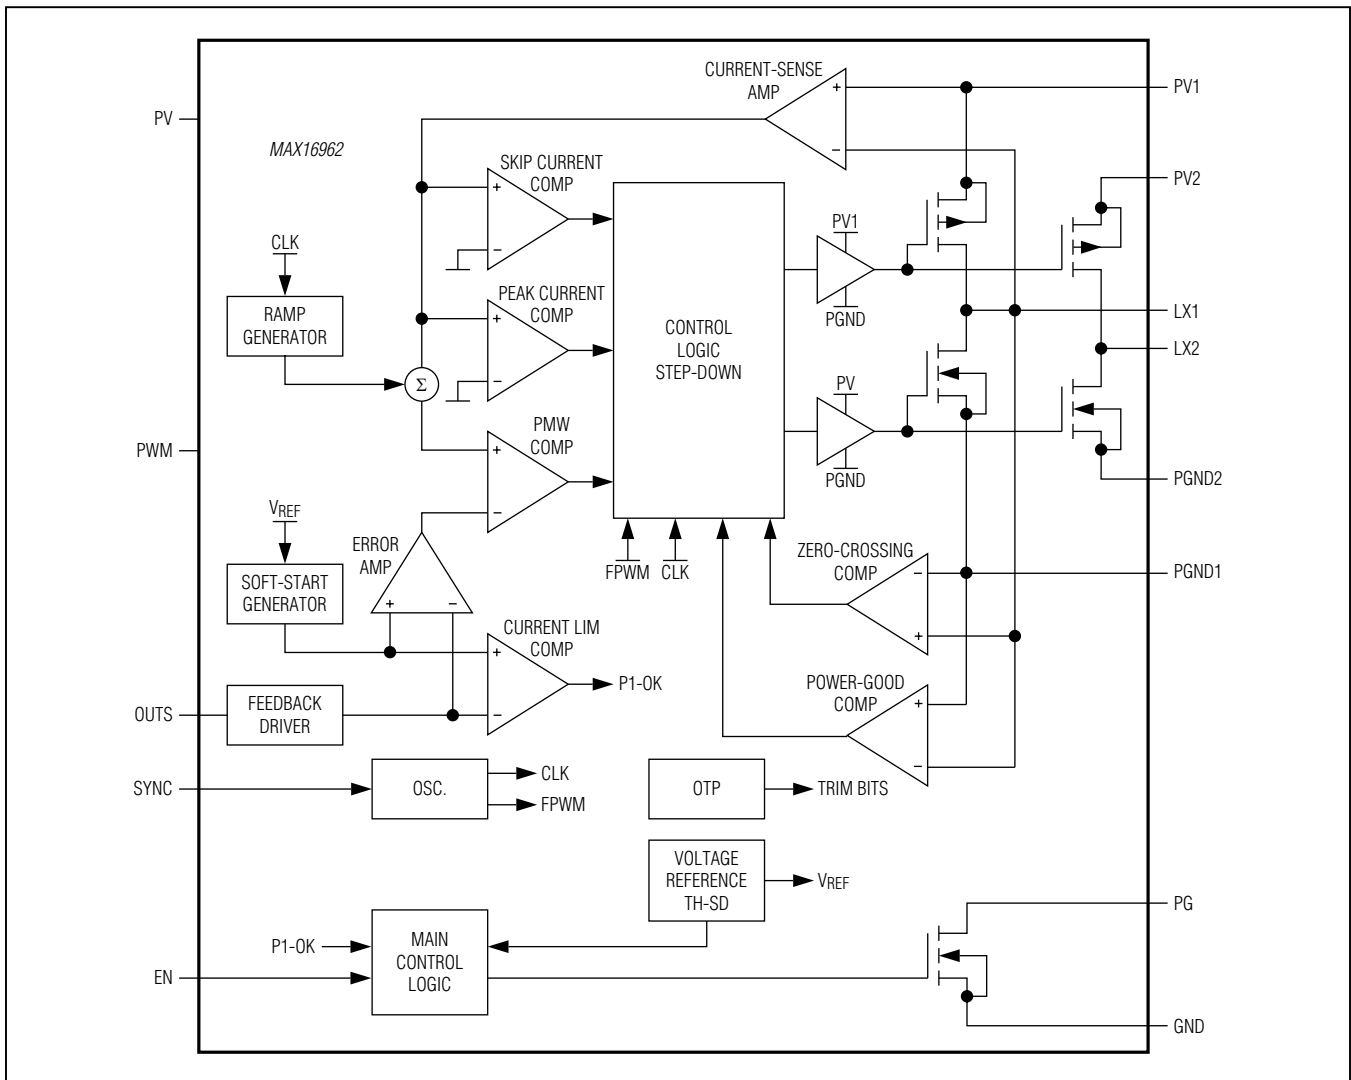 CURRENT-SENSE
AMP
+
−
PV1
PV
MAX16962
SKIP CURRENT
COMP
+
−
PV2
PV1
CLK
PGND
RAMP
GENERATOR
PEAK CURRENT
COMP
+
−
CONTROL
LOGIC
STEP-DOWN
LX1
LX2
Σ
PV
PGND
PWM
PMW
COMP
+
−
PGND2
VREF
ERROR
AMP
+ −
SOFT-START
GENERATOR
FPWM
CLK
ZERO-CROSSING
COMP
−
+
PGND1
CURRENT LIM
COMP
+
−
P1-OK
OUTS
FEEDBACK
DRIVER
POWER-GOOD
COMP
+
−
SYNC
OSC.
CLK
FPWM
OTP
TRIM BITS
VOLTAGE
REFERENCE
TH-SD
VREF
PG
P1-OK
EN
MAIN
CONTROL
LOGIC
GND